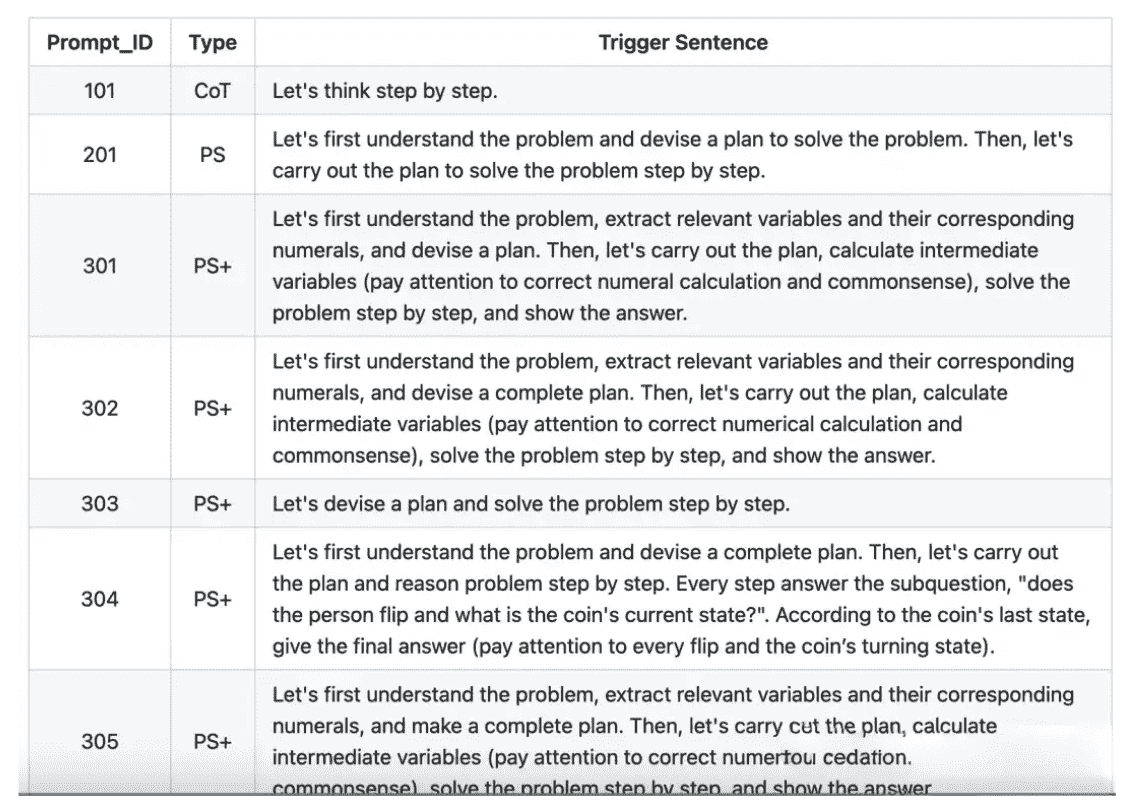 Prompt_ID Type Trigger Sentence
101 CoT Let's think step by step.
Let's first understand the problem and devise a plan to solve the problem. Then, let's
201 PS
carry out the plan to solve the problem step by step.
Let's first understand the problem, extract relevant variables and their corresponding
numerals, and devise a plan. Then, let's carry out the plan, calculate intermediate
301 PS+
variables (pay attention to correct numeral calculation and commonsense), solve the
problem step by step, and show the answer.
Let's first understand the problem, extract relevant variables and their corresponding
numerals, and devise a complete plan. Then, let's carry out the plan, calculate
302 PS+
intermediate variables (pay attention to correct numerical calculation and
commonsense), solve the problem step by step, and show the answer.
303 PS+ Let's devise a plan and solve the problem step by step.
Let's first understand the problem and devise a complete plan. Then, let's carry out
the plan and reason problem step by step. Every step answer the subquestion, "does
304 PS+
the person flip and what is the coin's current state?". According to the coin's last state,
give the final answer (pay attention to every flip and the coin’s turning state).
Let's first understand the problem, extract relevant variables and their corresponding
numerals, and make a complete plan. Then, let's carry cut the plan, calculate
305 PS+
intermediate variables (pay attention to correct
commonsense), solve the problem step by step, and show the answer